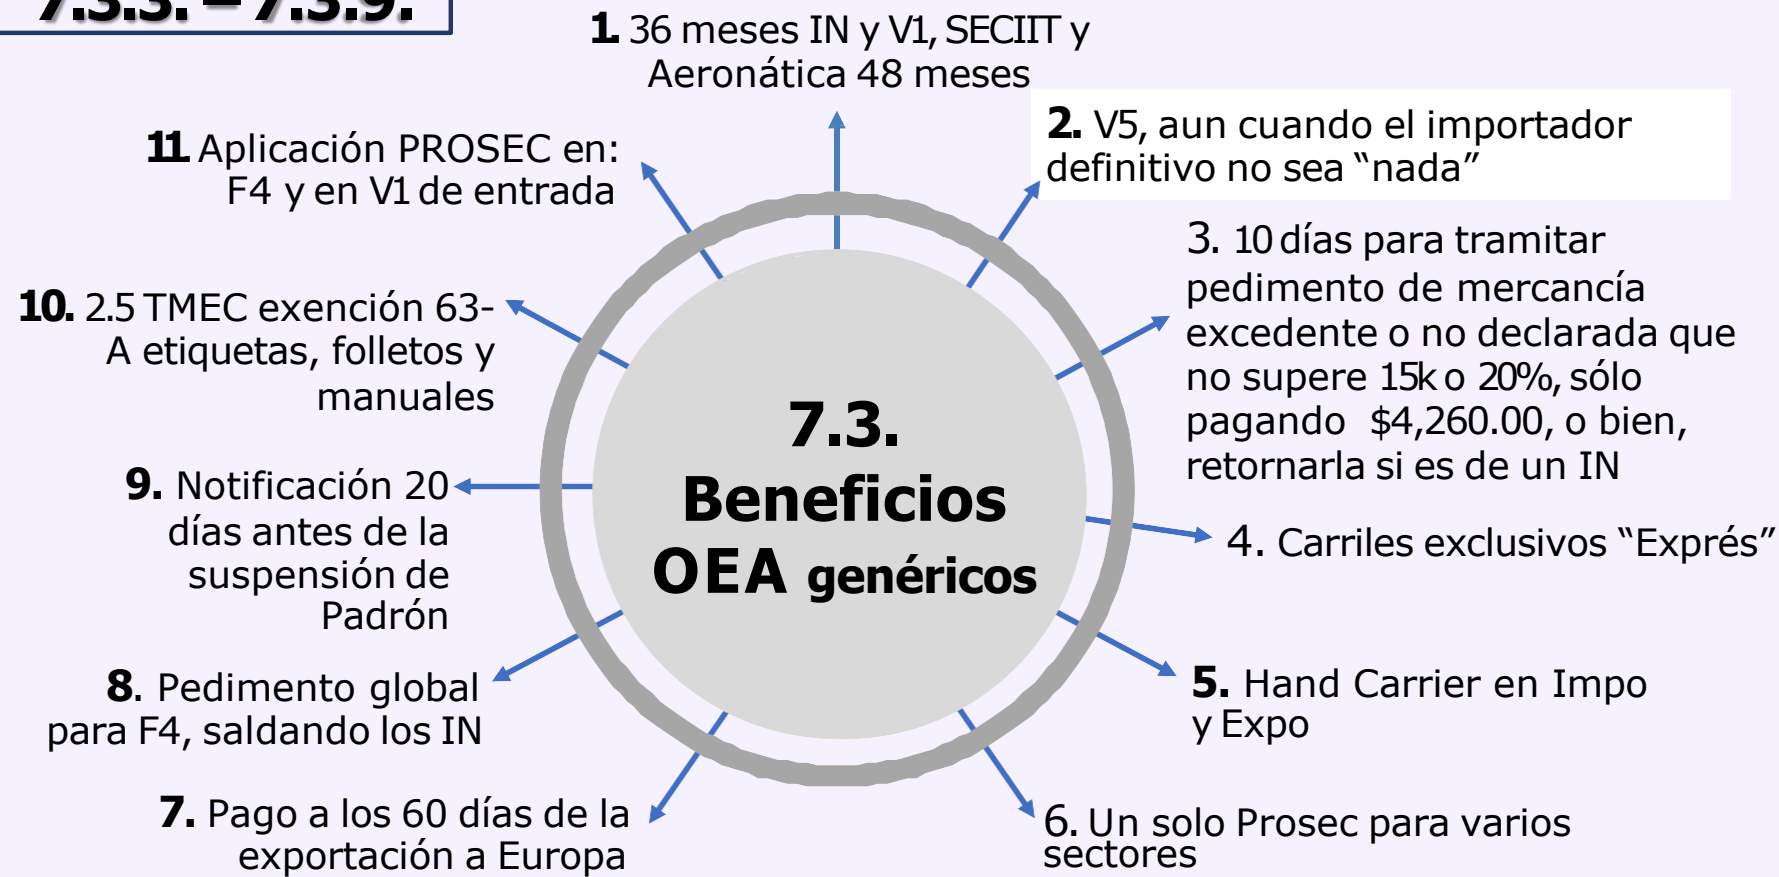 7.3.3. – 7.3.9.
1. 36 meses IN y V1, SECIIT y
Aeronática 48 meses
2. V5, aun cuando el importador
definitivo no sea “nada”
3. 10 días para tramitar
pedimento de mercancía
excedente o no declarada que
no supere 15k o 20%, sólo
pagando $4,260.00, o bien,
retornarla si es de un IN
4. Carriles exclusivos “Exprés”
5. Hand Carrier en Impo
y Expo
6. Un solo Prosec para varios
sectores
7. Pago a los 60 días de la
exportación a Europa
8. Pedimento global
para F4, saldando los IN
9. Notificación 20
días antes de la
suspensión de
Padrón
10. 2.5 TMEC exención 63-
A etiquetas, folletos y
manuales
11. Aplicación PROSEC en:
F4 y en V1 de entrada
7.3.
Beneficios
OEA genéricos